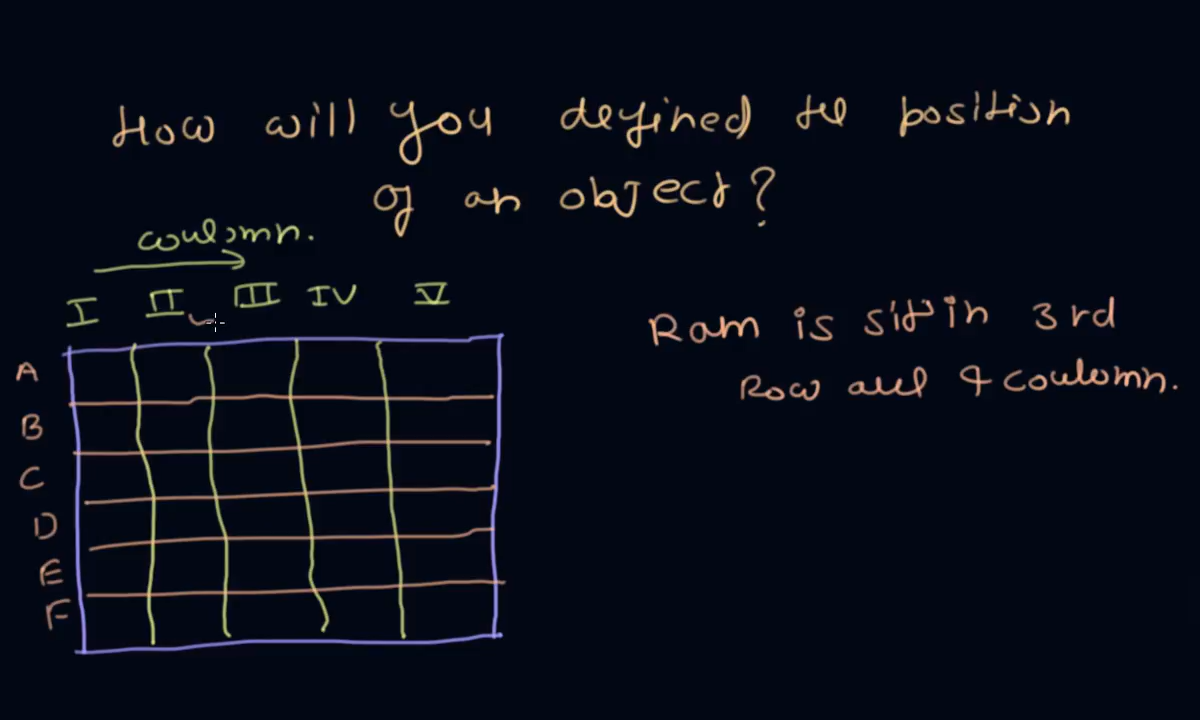 How will you defined the position
of an object?
coulomn.
I II III IV V
Ram is sit in 3rd
Row and 4 coulomn.
A
B
C
D
E
F